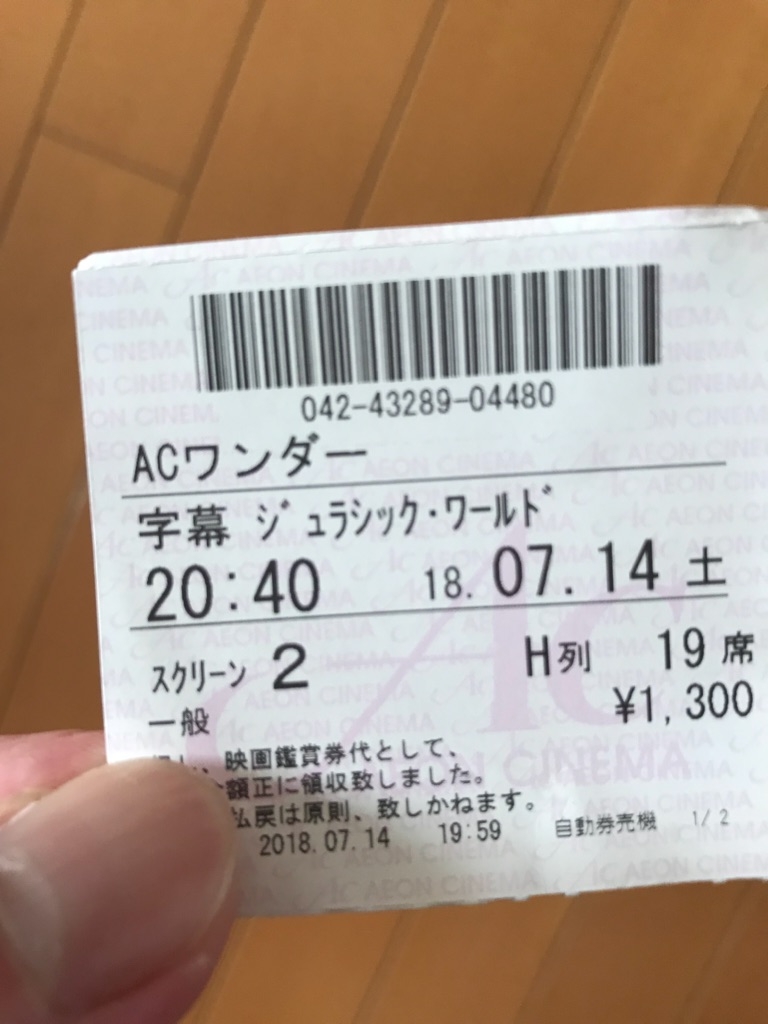 042-43289-04480
ACワンダー
字幕 ジュラシック・ワールド
20:40 18.07.14 土
スクリーン 2 H列 19席
一般 ¥1,300
、映画鑑賞券代として、
額正に領収致しました。
払戻は原則、致しかねます。
2018.07.14 19:59 自動券売機 1/2
AEON CINEMA